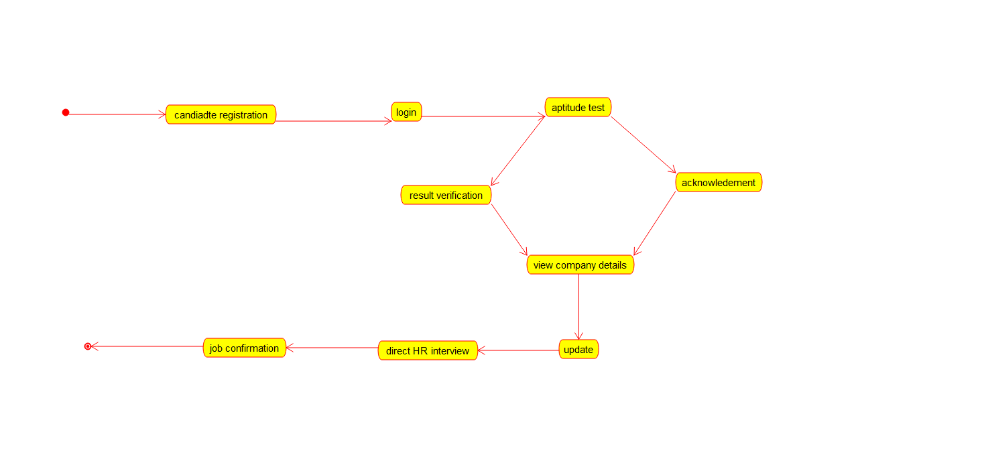 candiadte registration
login
aptitude test
result verification
acknowledement
view company details
update
direct HR interview
job confirmation